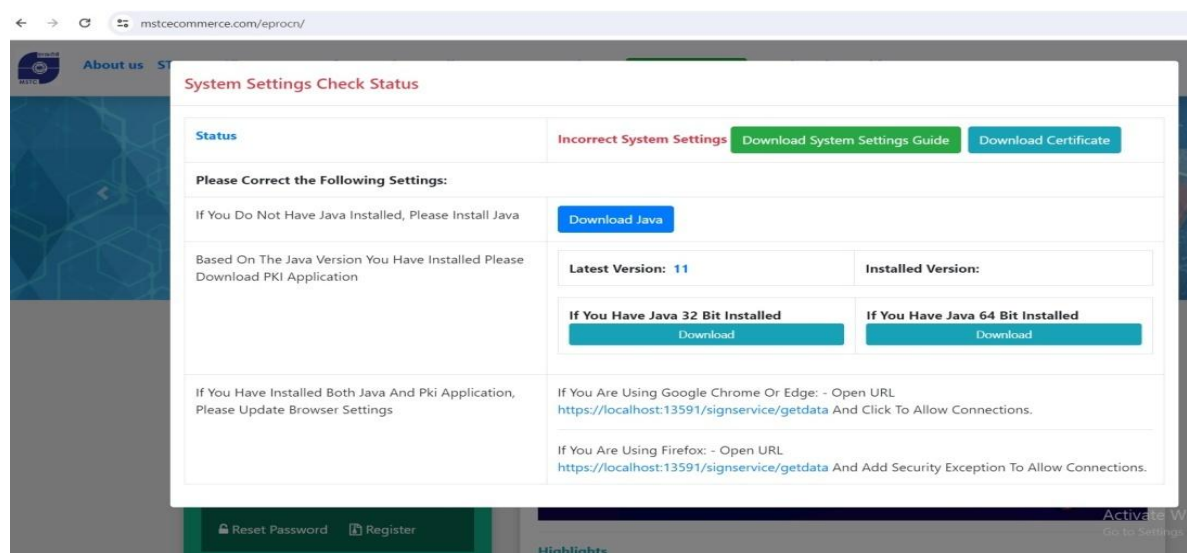 mstcecommerce.com/eprocn/
MSTC
About us ST
System Settings Check Status
Status
Incorrect System Settings Download System Settings Guide Download Certificate
Please Correct the Following Settings:
If You Do Not Have Java Installed, Please Install Java
Download Java
Based On The Java Version You Have Installed Please
Download PKI Application
Latest Version: 11
Installed Version:
If You Have Java 32 Bit Installed
Download
If You Have Java 64 Bit Installed
Download
If You Have Installed Both Java And Pki Application,
Please Update Browser Settings
If You Are Using Google Chrome Or Edge: - Open URL
https://localhost:13591/signservice/getdata And Click To Allow Connections.
If You Are Using Firefox: - Open URL
https://localhost:13591/signservice/getdata And Add Security Exception To Allow Connections.
Reset Password Register
Highlights
Activate W
Go to Settings